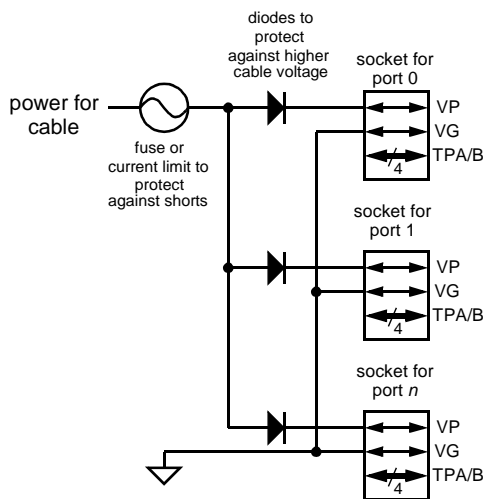 diodes to
protect
against higher
cable voltage
socket for
port 0
power for
cable
VP
VG
TPA/B
4
fuse or
current limit to
protect
against shorts
socket for
port 1
VP
VG
TPA/B
4
socket for
port n
VP
VG
TPA/B
4